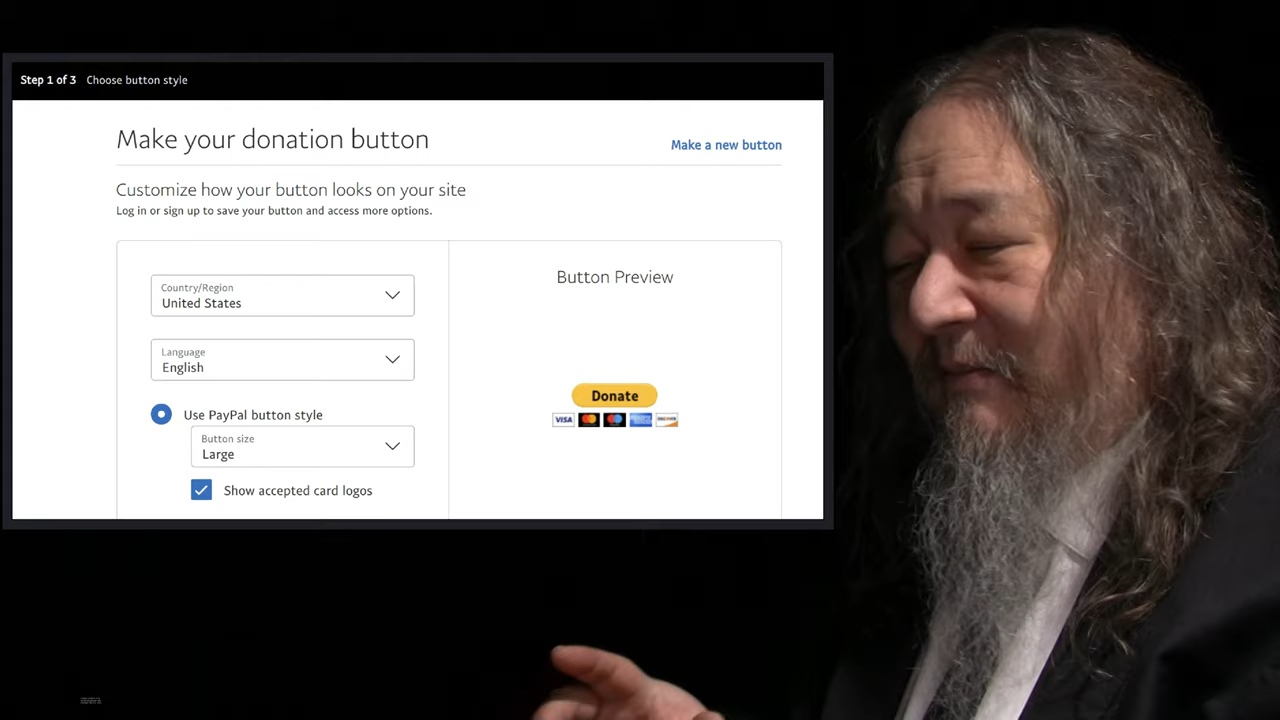 Step 1 of 3 Choose button style
Make your donation button
Make a new button
Customize how your button looks on your site
Log in or sign up to save your button and access more options.
Country/Region
United States
Language
English
Use PayPal button style
Button size
Large
Show accepted card logos
Button Preview
Donate
VISA
DISCOVER